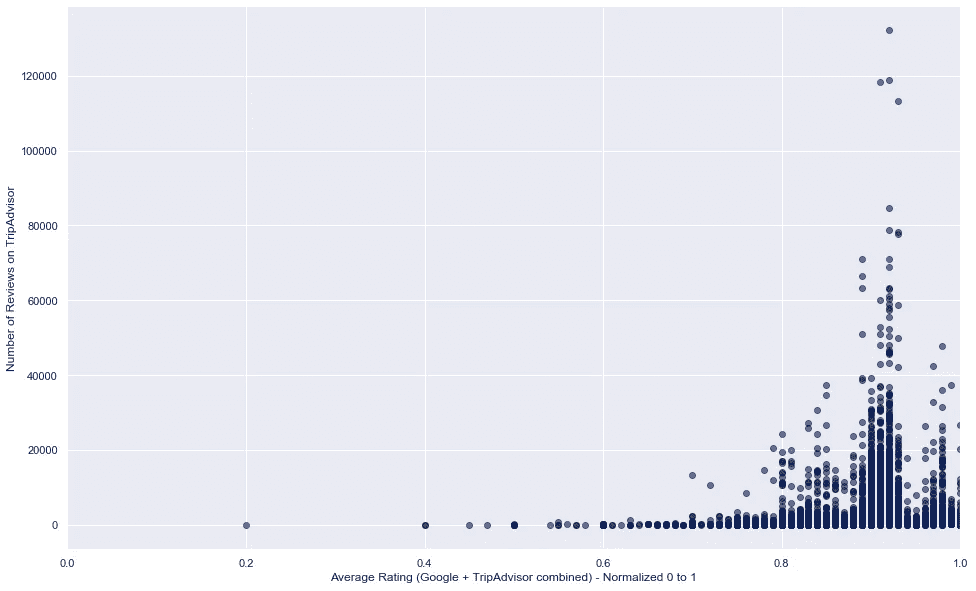 120000
100000
80000
60000
40000
20000
0
Number of Reviews on TripAdvisor
0.0 0.2 0.4 0.6 0.8 1.0
Average Rating (Google + TripAdvisor combined) - Normalized 0 to 1